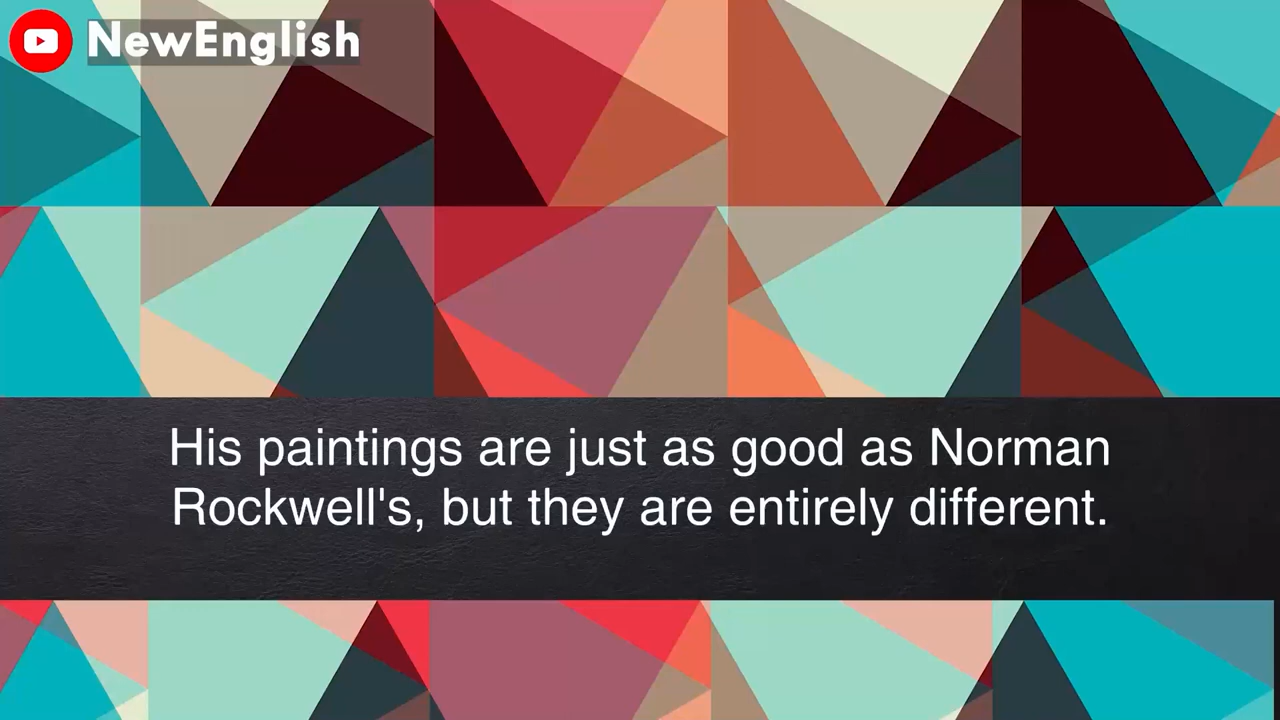 NewEnglish
His paintings are just as good as Norman
Rockwell's, but they are entirely different.